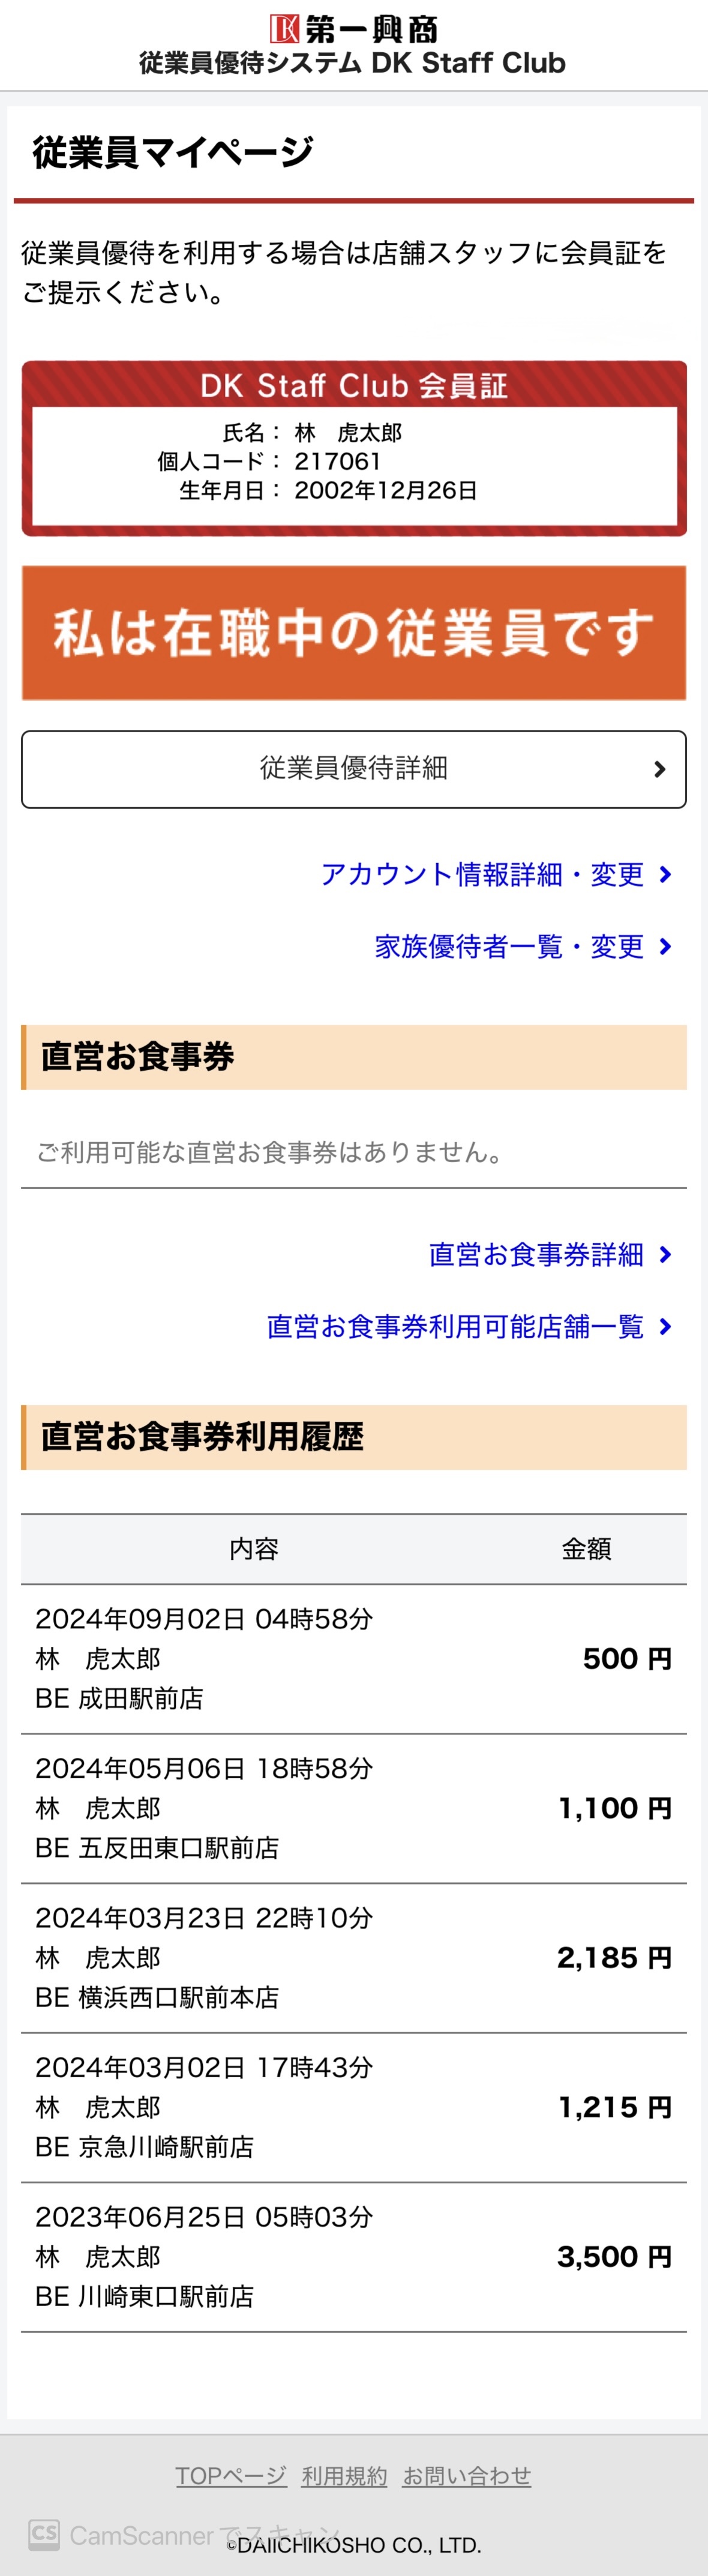 DK 第一興商
従業員優待システム DK Staff Club
従業員マイページ
従業員優待を利用する場合は店舗スタッフに会員証を
ご提示ください。
DK Staff Club 会員証
氏名： 林　虎太郎
個人コード： 217061
生年月日： 2002年12月26日
私は在職中の従業員です
従業員優待詳細
アカウント情報詳細・変更
家族優待者一覧・変更
直営お食事券
ご利用可能な直営お食事券はありません。
直営お食事券詳細
直営お食事券利用可能店舗一覧
直営お食事券利用履歴
内容 金額
2024年09月02日 04時58分
林　虎太郎
500 円
BE 成田駅前店
2024年05月06日 18時58分
林　虎太郎
1,100 円
BE 五反田東口駅前店
2024年03月23日 22時10分
林　虎太郎
2,185 円
BE 横浜西口駅前本店
2024年03月02日 17時43分
林　虎太郎
1,215 円
BE 京急川崎駅前店
2023年06月25日 05時03分
林　虎太郎
3,500 円
BE 川崎東口駅前店
TOPページ 利用規約 お問い合わせ
CS CamScannerでスキャン
©DAIICHIKOSHO CO., LTD.